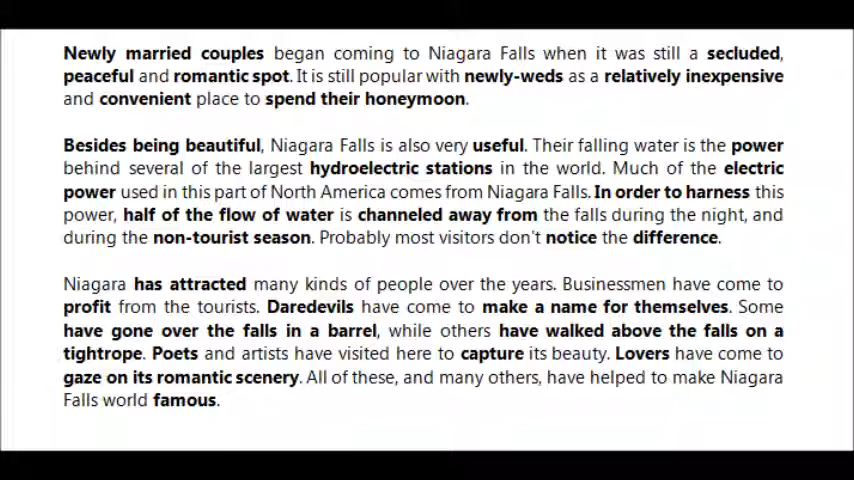 Newly married couples began coming to Niagara Falls when it was still a secluded,
peaceful and romantic spot. It is still popular with newly-weds as a relatively inexpensive
and convenient place to spend their honeymoon.
Besides being beautiful, Niagara Falls is also very useful. Their falling water is the power
behind several of the largest hydroelectric stations in the world. Much of the electric
power used in this part of North America comes from Niagara Falls. In order to harness this
power, half of the flow of water is channeled away from the falls during the night, and
during the non-tourist season. Probably most visitors don't notice the difference.
Niagara has attracted many kinds of people over the years. Businessmen have come to
profit from the tourists. Daredevils have come to make a name for themselves. Some
have gone over the falls in a barrel, while others have walked above the falls on a
tightrope. Poets and artists have visited here to capture its beauty. Lovers have come to
gaze on its romantic scenery. All of these, and many others, have helped to make Niagara
Falls world famous.